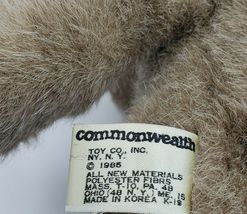 commonwealth
TOY CO., INC.
NY. N. Y.
© 1985
ALL NEW MATERIALS
POLYESTER FIBRS
MASS. T-10, PA. 48
OHIO (48 N. Y.) ME. 15
MADE IN KOREA K-19